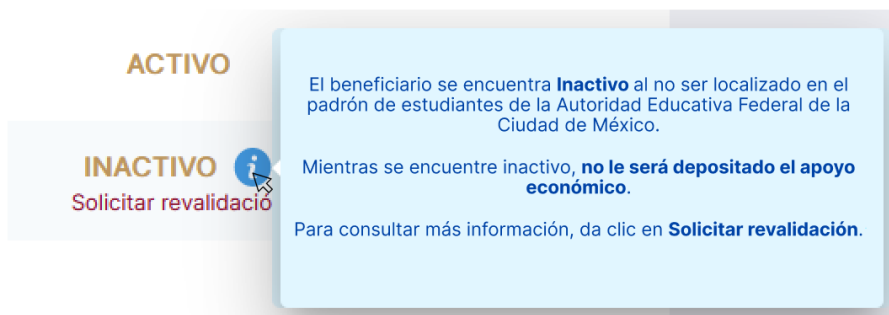 ACTIVO
INACTIVO
Solicitar revalidació
El beneficiario se encuentra Inactivo al no ser localizado en el
padrón de estudiantes de la Autoridad Educativa Federal de la
Ciudad de México.
Mientras se encuentre inactivo, no le será depositado el apoyo
económico.
Para consultar más información, da clic en Solicitar revalidación.